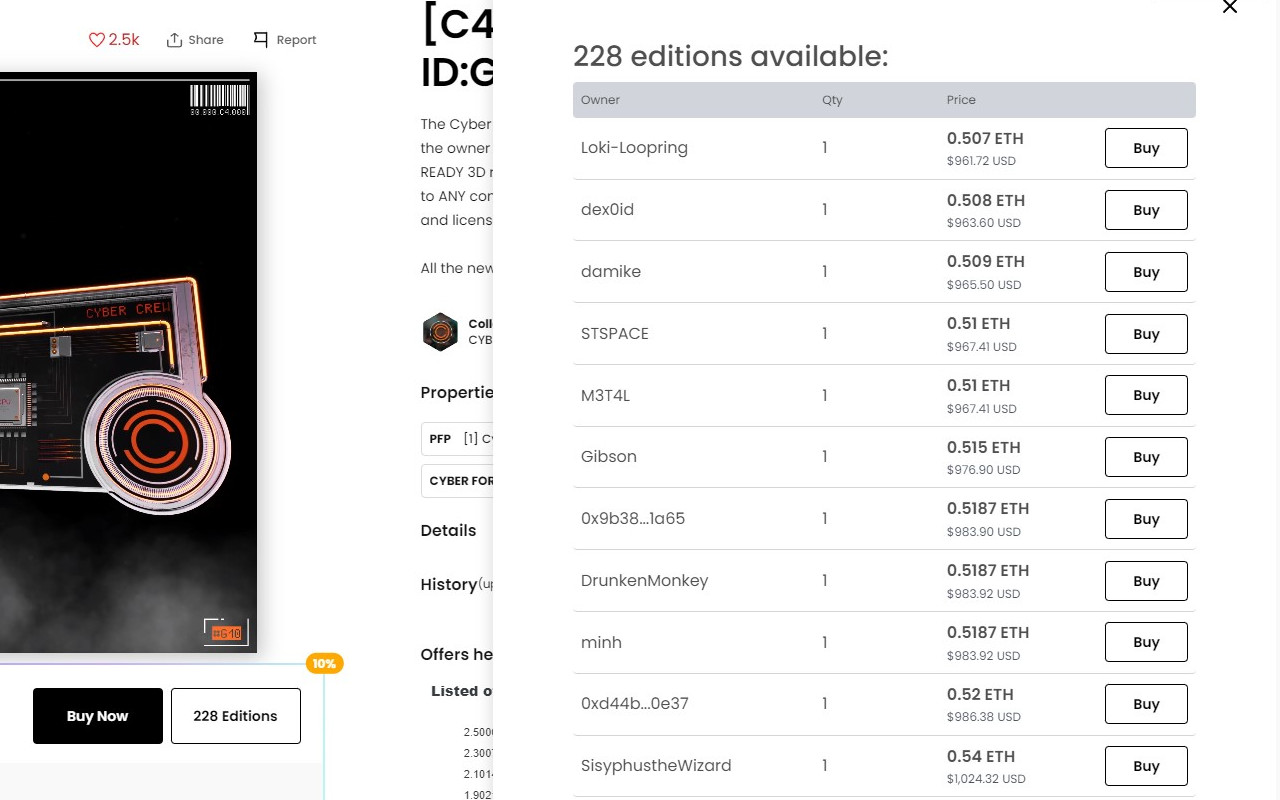 2.5k
Share
Report
CYBER CREW
#G-10
10%
Buy Now
228 Editions
[C4
ID:G
The Cyber
the owner
READY 3D
to ANY con
and licens
All the new
Coll
CYB
Propertie
PFP [1] Cy
CYBER FOR
Details
History(up
Offers he
Listed o
2.500
2.300
2.101
1.902
228 editions available:
Owner Qty Price
Loki-Loopring 1 0.507 ETH Buy
$961.72 USD
dex0id 1 0.508 ETH Buy
$963.60 USD
damike 1 0.509 ETH Buy
$965.50 USD
STSPACE 1 0.51 ETH Buy
$967.41 USD
M3T4L 1 0.51 ETH Buy
$967.41 USD
Gibson 1 0.515 ETH Buy
$976.90 USD
0x9b38...1a65 1 0.5187 ETH Buy
$983.90 USD
DrunkenMonkey 1 0.5187 ETH Buy
$983.92 USD
minh 1 0.5187 ETH Buy
$983.92 USD
0xd44b...0e37 1 0.52 ETH Buy
$986.38 USD
SisyphustheWizard 1 0.54 ETH Buy
$1,024.32 USD